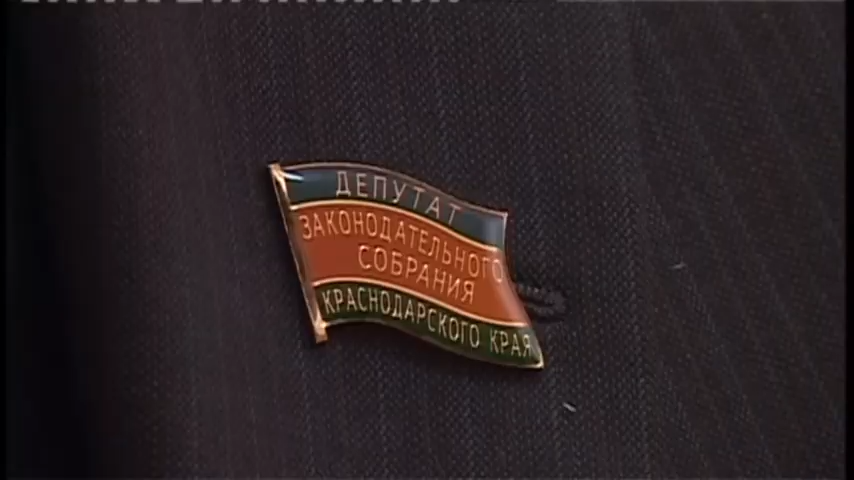 ДЕПУТАТ
ЗАКОНОДАТЕЛЬНОГО
СОБРАНИЯ
КРАСНОДАРСКОГО КРАЯ